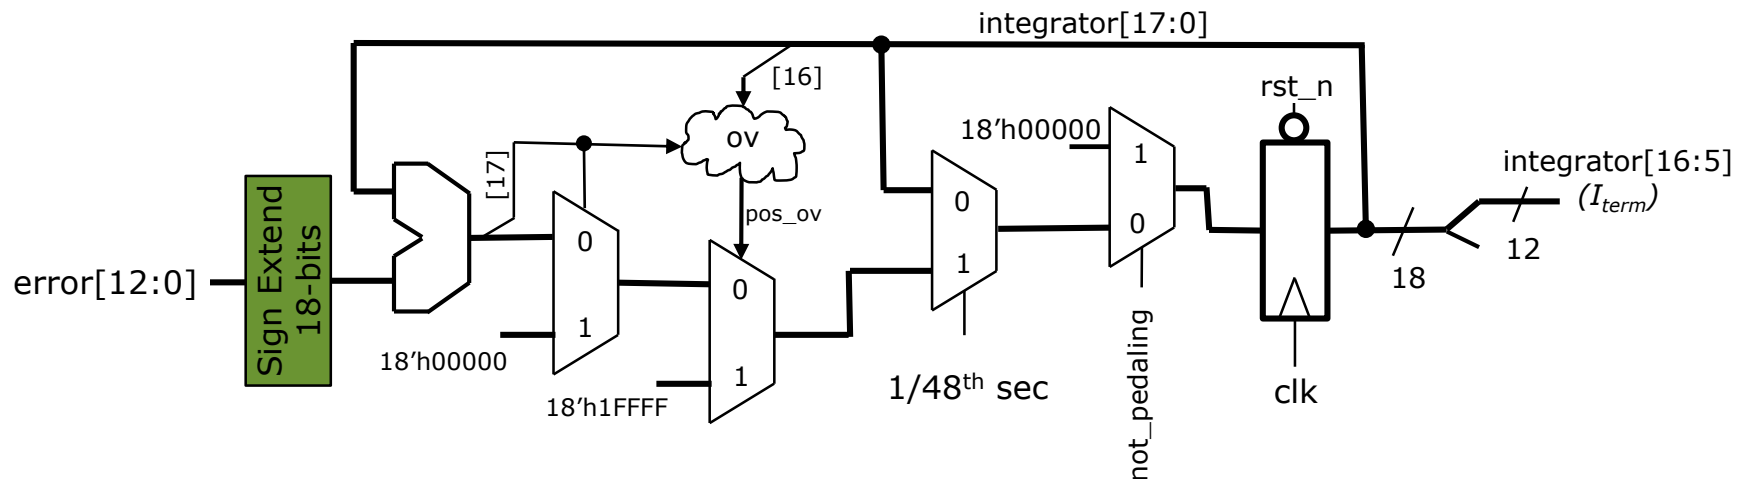 integrator[17:0]
[16]
rst_n
18'h00000
ov
1
integrator[16:5]
(I_term)
[17]
0
pos_ov
0
0
12
Sign Extend
18-bits
error[12:0]
0
1
18
1
18'h00000
1
18'h1FFFF
1/48th sec
not_pedaling
clk